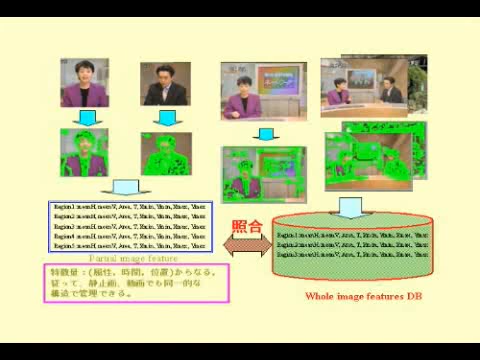 Region1:meanH,meanV, Area, T, Xmin, Ymin, Xmax, Ymax
Region2:meanH,meanV, Area, T, Xmin, Ymin, Xmax, Ymax
Region3:meanH,meanV, Area, T, Xmin, Ymin, Xmax, Ymax
Region4:meanH,meanV, Area, T, Xmin, Ymin, Xmax, Ymax
Region5:meanH,meanV, Area, T, Xmin, Ymin, Xmax, Ymax
Partial image feature
特徴量：(属性，時間，位置)からなる。
従って、静止画、動画でも同一的な
構造で管理できる。
照合
Region1:meanH,meanV, Area, T, Xmin, Ymin, Xmax, Ymax
Region2:meanH,meanV, Area, T, Xmin, Ymin, Xmax, Ymax
Region3:meanH,meanV, Area, T, Xmin, Ymin, Xmax, Ymax
Whole image features DB